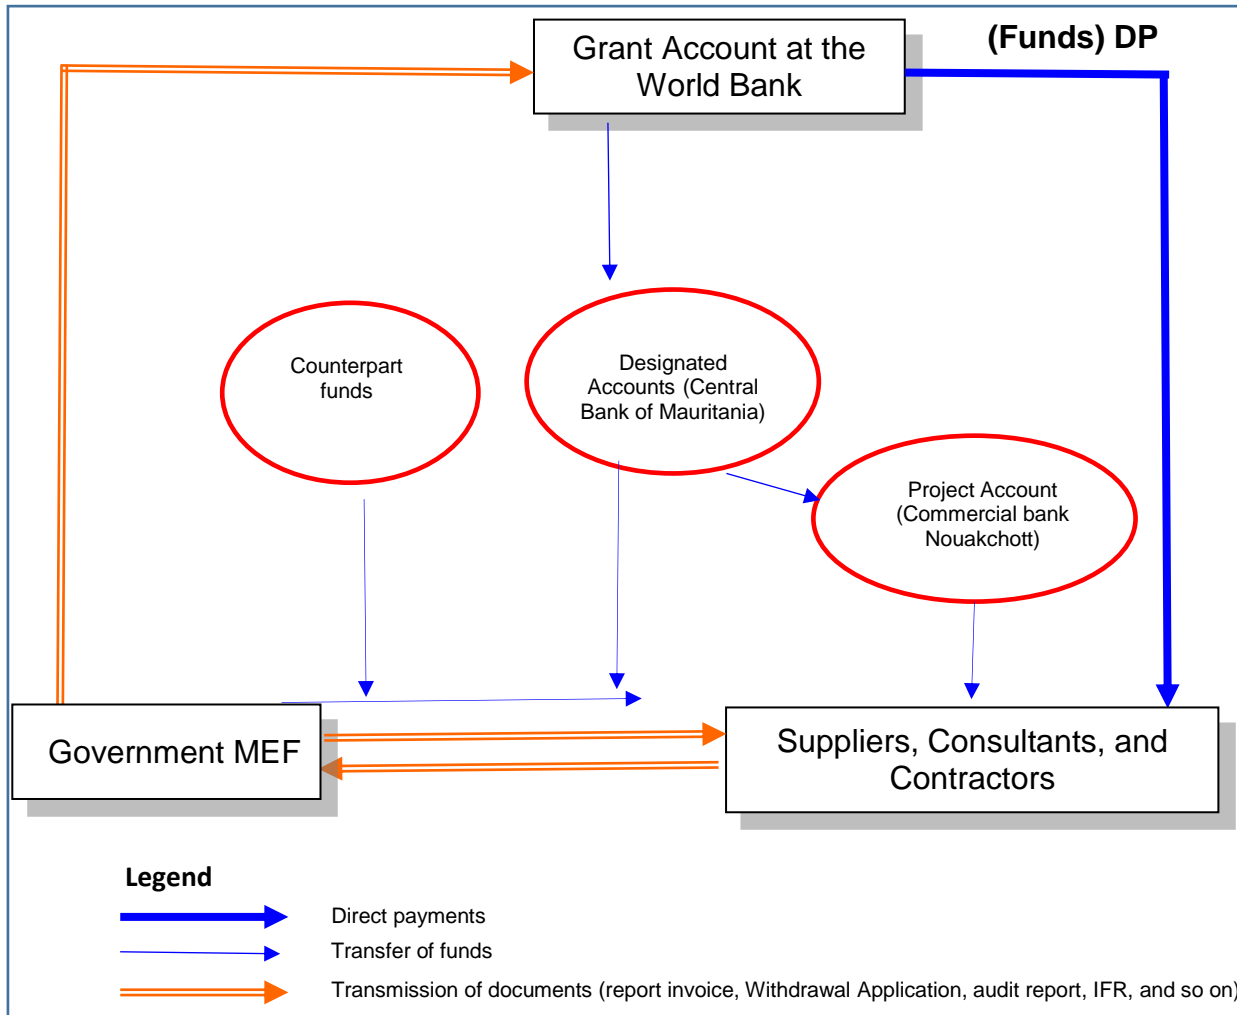 (Funds) DP
Grant Account at the
World Bank
Counterpart
funds
Designated
Accounts (Central
Bank of Mauritania)
Project Account
(Commercial bank
Nouakchott)
Government MEF
Suppliers, Consultants, and
Contractors
Legend
Direct payments
Transfer of funds
Transmission of documents (report invoice, Withdrawal Application, audit report, IFR, and so on)